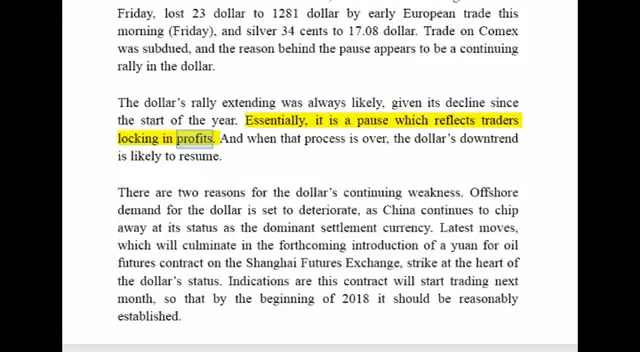 Friday, lost 23 dollar to 1281 dollar by early European trade this
morning (Friday), and silver 34 cents to 17.08 dollar. Trade on Comex
was subdued, and the reason behind the pause appears to be a continuing
rally in the dollar.
The dollar's rally extending was always likely, given its decline since
the start of the year. Essentially, it is a pause which reflects traders
locking in profits. And when that process is over, the dollar's downtrend
is likely to resume.
There are two reasons for the dollar's continuing weakness. Offshore
demand for the dollar is set to deteriorate, as China continues to chip
away at its status as the dominant settlement currency. Latest moves,
which will culminate in the forthcoming introduction of a yuan for oil
futures contract on the Shanghai Futures Exchange, strike at the heart of
the dollar's status. Indications are this contract will start trading next
month, so that by the beginning of 2018 it should be reasonably
established.